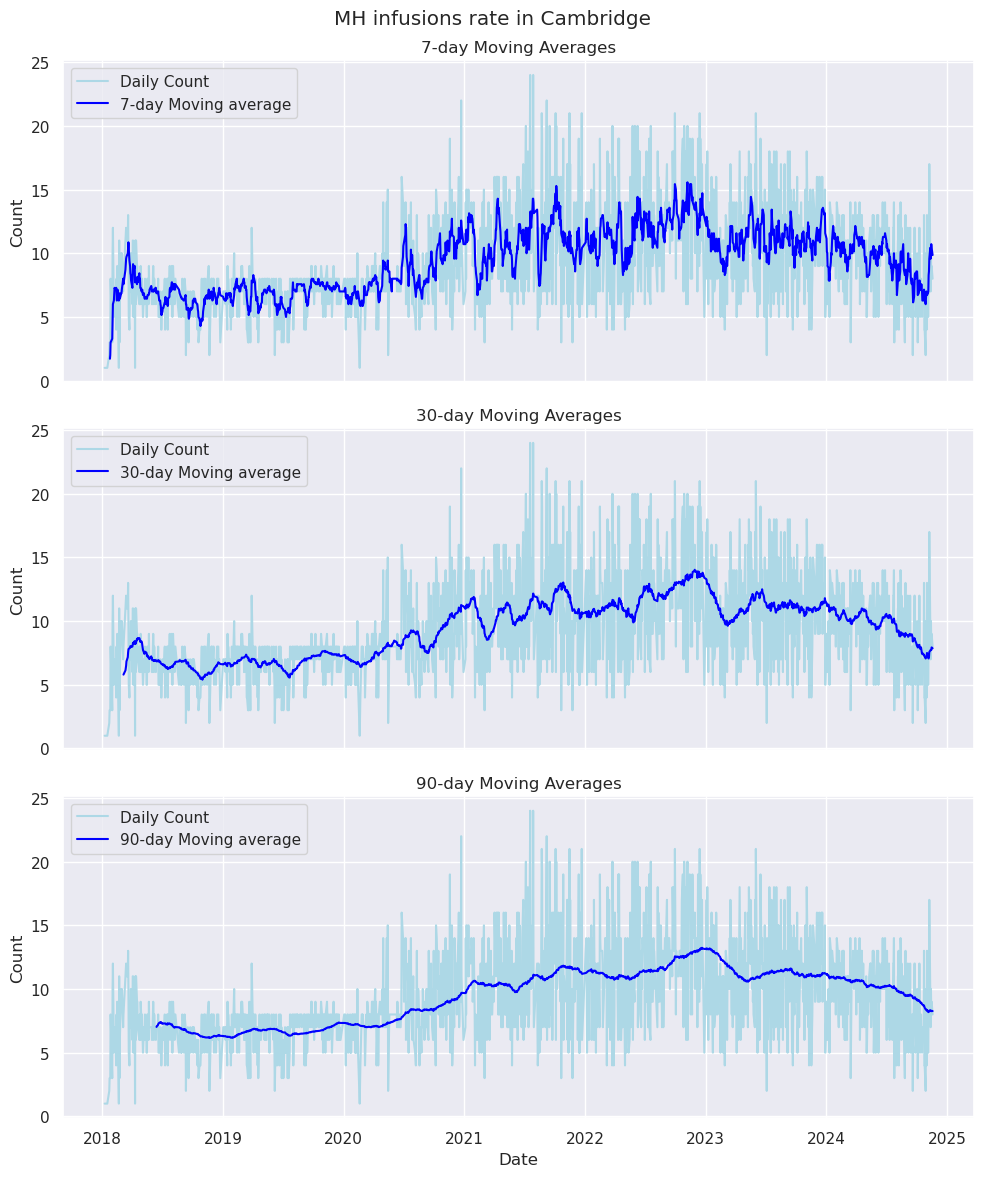 MH infusions rate in Cambridge
7-day Moving Averages
25
20
15
10
5
0
Count
Daily Count
7-day Moving average
30-day Moving Averages
25
20
15
10
5
0
Count
Daily Count
30-day Moving average
90-day Moving Averages
25
20
15
10
5
0
Count
Daily Count
90-day Moving average
2018 2019 2020 2021 2022 2023 2024 2025
Date